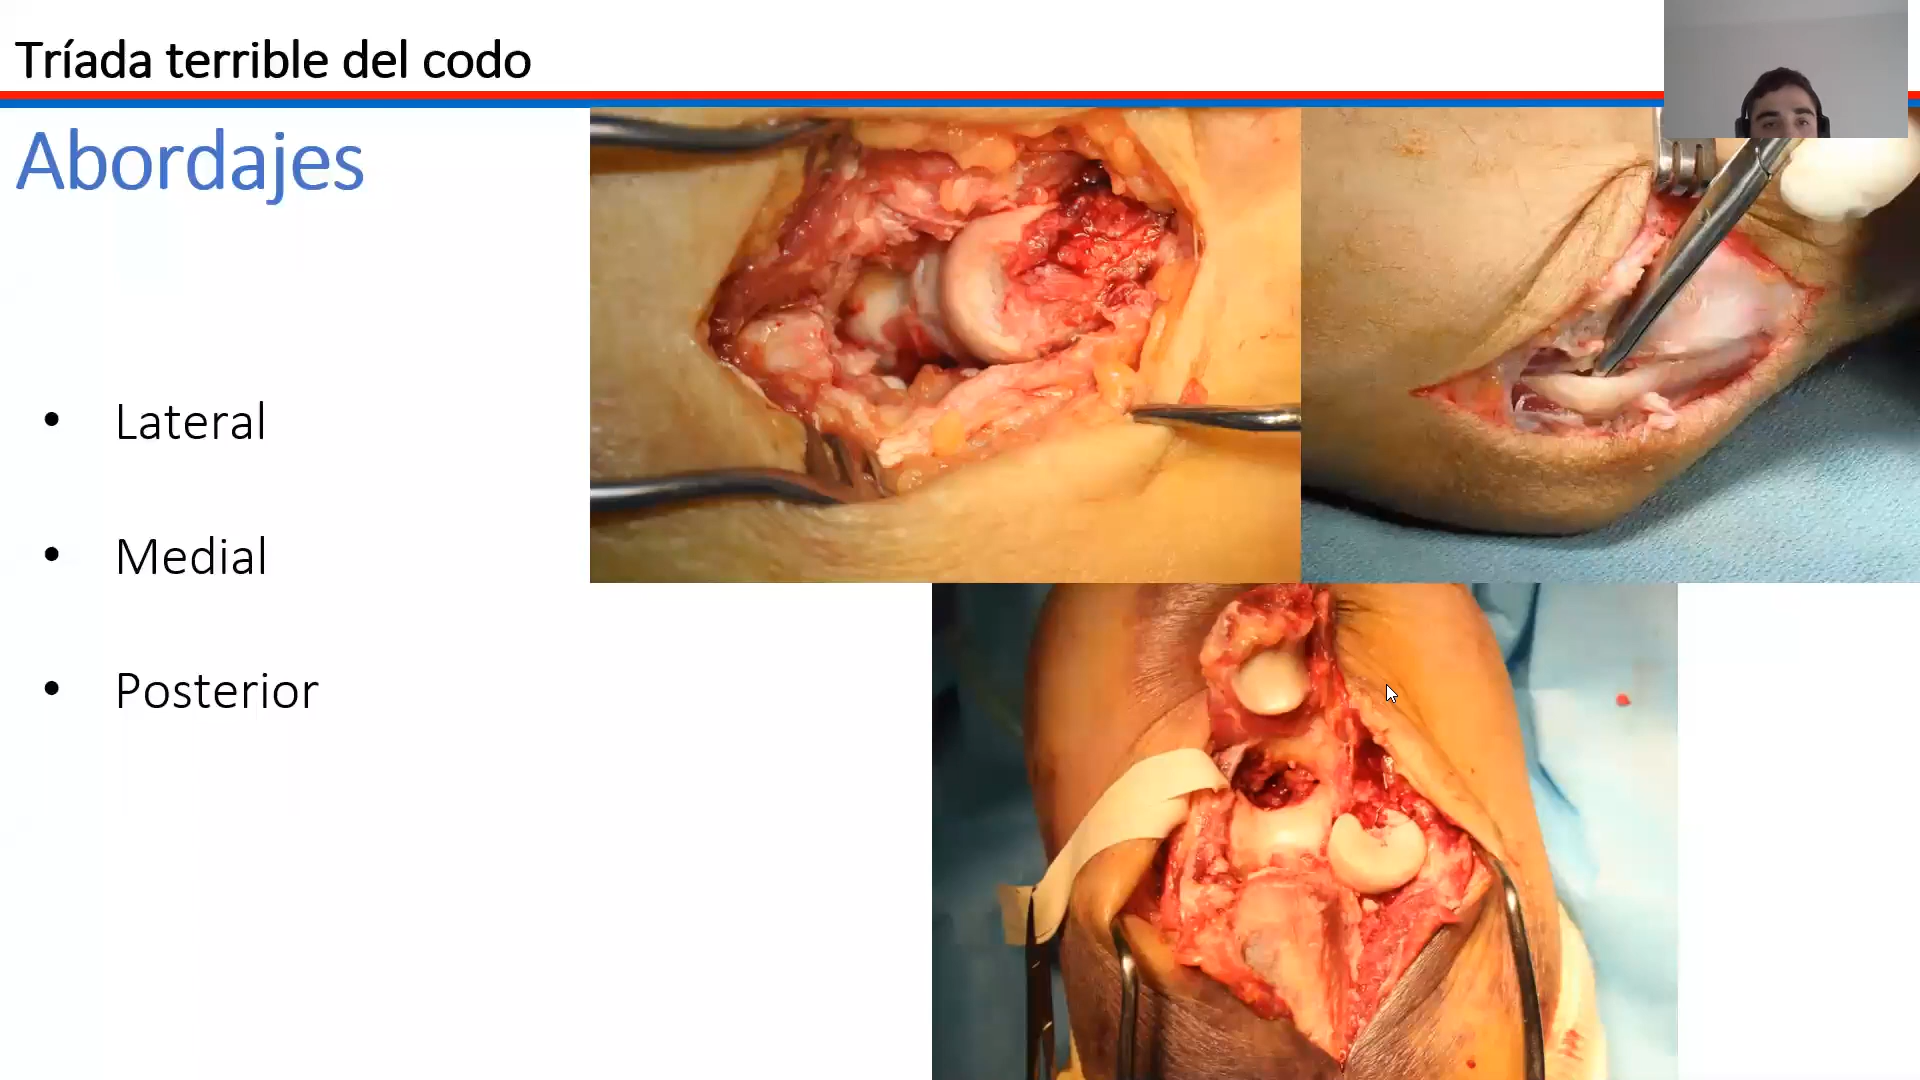 Tríada terrible del codo
Abordajes
• Lateral
• Medial
• Posterior